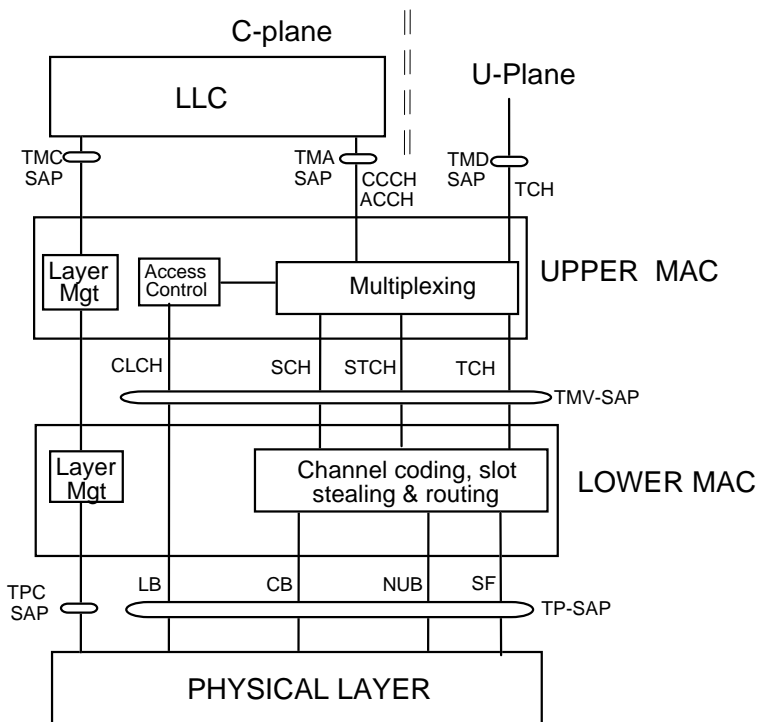 C-plane
U-Plane
LLC
TMC
SAP
TMA
SAP
CCCH
ACCH
TMD
SAP
TCH
Layer
Mgt
Access
Control
Multiplexing
UPPER MAC
CLCH
SCH
STCH
TCH
TMV-SAP
Layer
Mgt
Channel coding, slot
stealing & routing
LOWER MAC
TPC
SAP
LB
CB
NUB
SF
TP-SAP
PHYSICAL LAYER